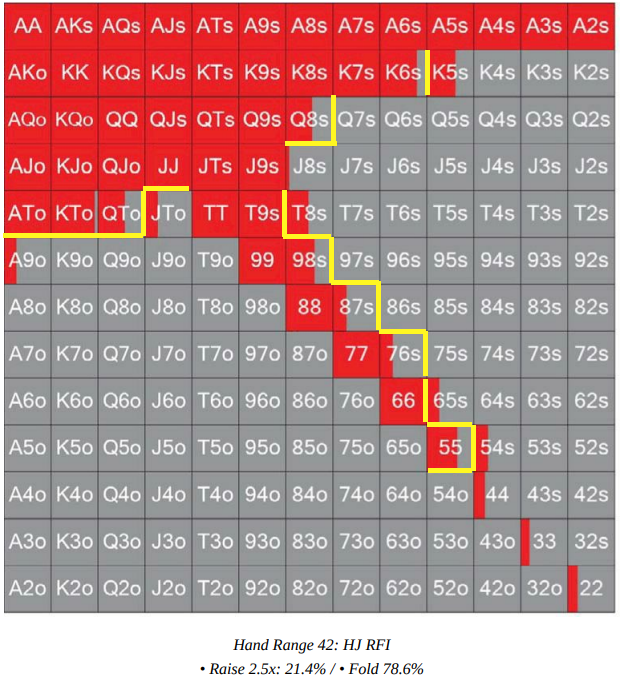 AA AKs AQs AJs ATs A9s A8s A7s A6s A5s A4s A3s A2s
AKo KK KQs KJs KTs K9s K8s K7s K6s K5s K4s K3s K2s
AQo KQo QQ QJs QTs Q9s Q8s Q7s Q6s Q5s Q4s Q3s Q2s
AJo KJo QJo JJ JTs J9s J8s J7s J6s J5s J4s J3s J2s
ATo KTo QTo JTo TT T9s T8s T7s T6s T5s T4s T3s T2s
A9o K9o Q9o J9o T9o 99 98s 97s 96s 95s 94s 93s 92s
A8o K8o Q8o J8o T8o 98o 88 87s 86s 85s 84s 83s 82s
A7o K7o Q7o J7o T7o 97o 87o 77 76s 75s 74s 73s 72s
A6o K6o Q6o J6o T6o 96o 86o 76o 66 65s 64s 63s 62s
A5o K5o Q5o J5o T5o 95o 85o 75o 65o 55 54s 53s 52s
A4o K4o Q4o J4o T4o 94o 84o 74o 64o 54o 44 43s 42s
A3o K3o Q3o J3o T3o 93o 83o 73o 63o 53o 43o 33 32s
A2o K2o Q2o J2o T2o 92o 82o 72o 62o 52o 42o 32o 22
Hand Range 42: HJ RFI
• Raise 2.5x: 21.4% / • Fold 78.6%